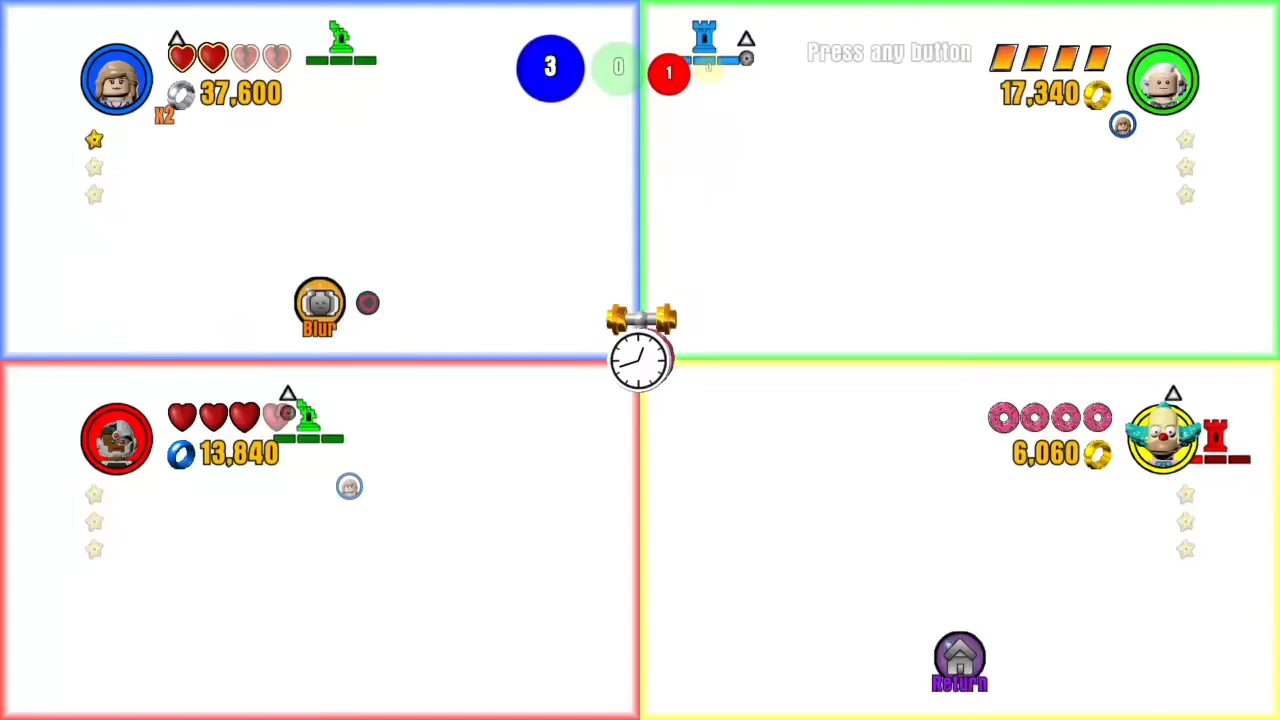 3
0
1
Press any button
37,600
X2
17,340
Blur
13,840
6,060
Return